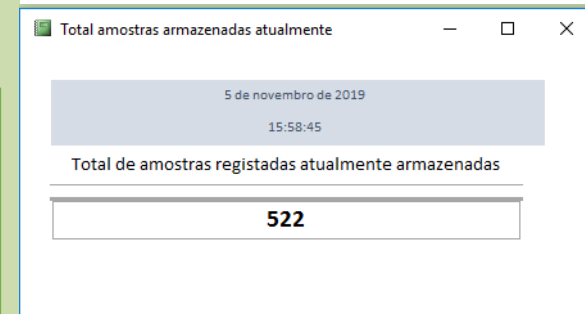 Total amostras armazenadas atualmente
5 de novembro de 2019
15:58:45
Total de amostras registadas atualmente armazenadas
522